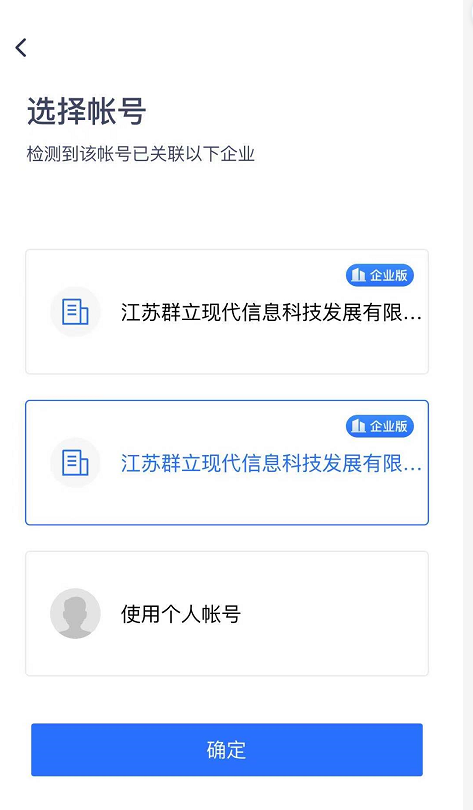 选择帐号
检测到该帐号已关联以下企业
企业版
江苏群立现代信息科技发展有限...
企业版
江苏群立现代信息科技发展有限...
使用个人帐号
确定